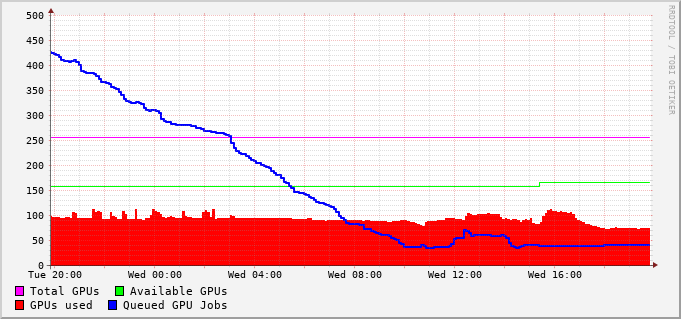 500
450
400
350
300
250
200
150
100
50
0
Tue 20:00 Wed 00:00 Wed 04:00 Wed 08:00 Wed 12:00 Wed 16:00
Total GPUs Available GPUs
GPUs used Queued GPU Jobs
RRDTOOL / TOBI OETIKER